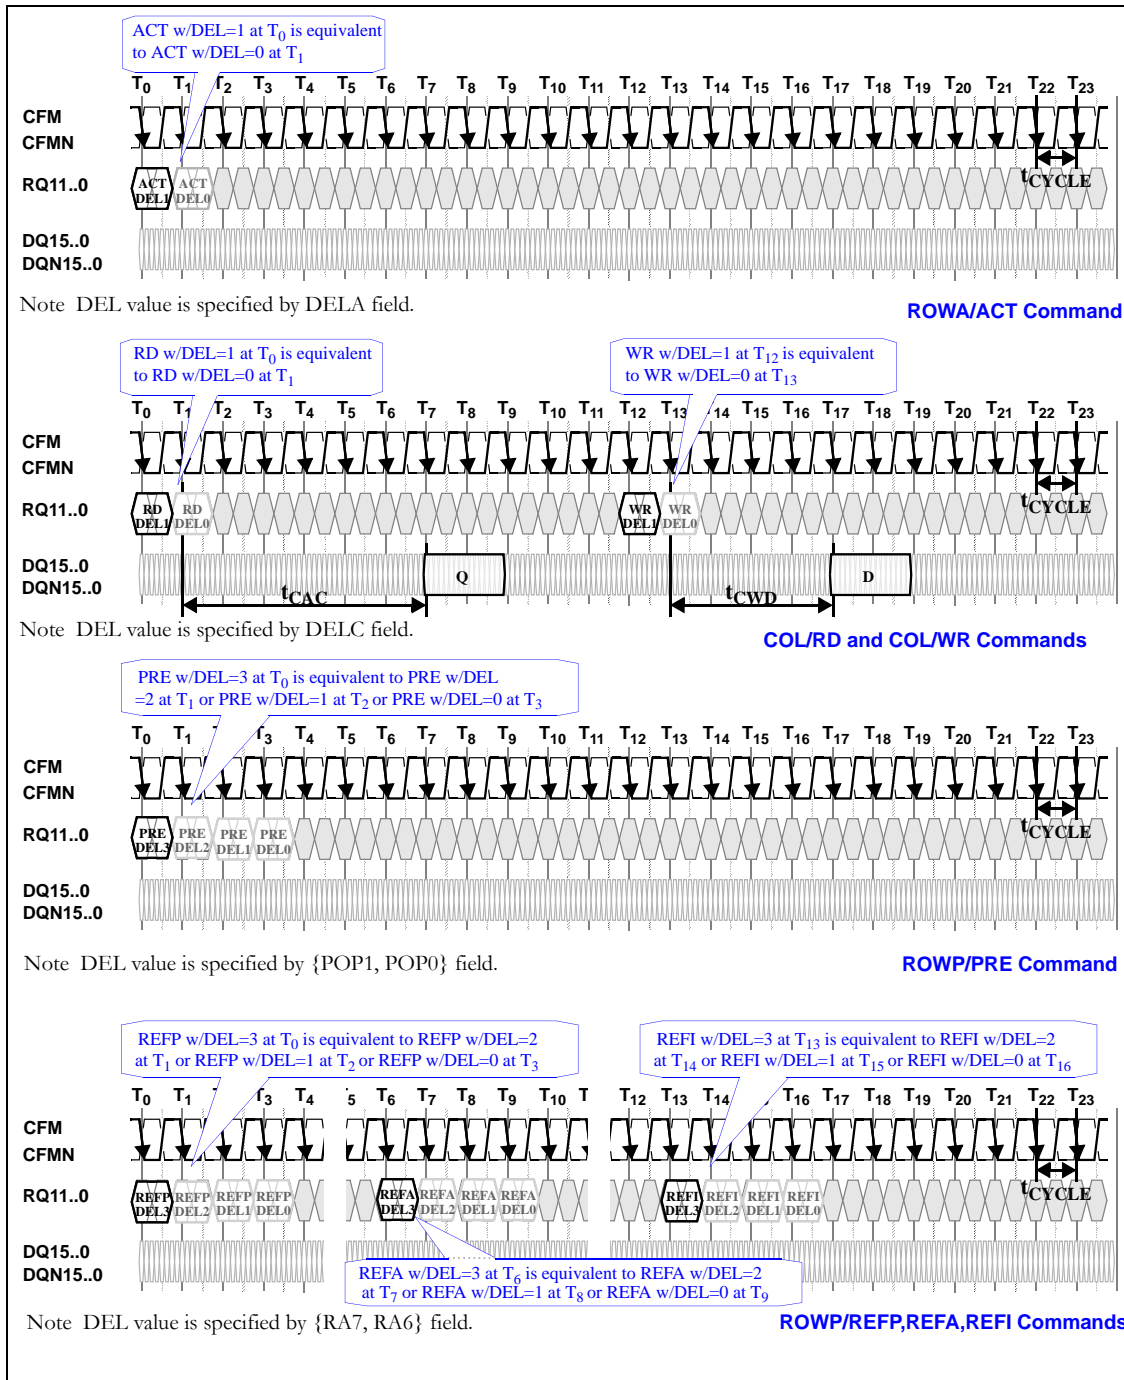 ACT w/DEL=1 at T0 is equivalent
to ACT w/DEL=0 at T1
T0 T1 T2 T3 T4 T5 T6 T7 T8 T9 T10 T11 T12 T13 T14 T15 T16 T17 T18 T19 T20 T21 T22 T23
CFM
CFMN
RQ11..0
ACT DEL1
ACT DEL0
tCYCLE
DQ15..0
DQN15..0
Note DEL value is specified by DELA field.
ROWA/ACT Command
RD w/DEL=1 at T0 is equivalent
to RD w/DEL=0 at T1
WR w/DEL=1 at T12 is equivalent
to WR w/DEL=0 at T13
T0 T1 T2 T3 T4 T5 T6 T7 T8 T9 T10 T11 T12 T13 T14 T15 T16 T17 T18 T19 T20 T21 T22 T23
CFM
CFMN
RQ11..0
RD DEL1
RD DEL0
WR DEL1
WR DEL0
tCYCLE
DQ15..0
DQN15..0
Q
D
tCAC
tCWD
Note DEL value is specified by DELC field.
COL/RD and COL/WR Commands
PRE w/DEL=3 at T0 is equivalent to PRE w/DEL
=2 at T1 or PRE w/DEL=1 at T2 or PRE w/DEL=0 at T3
T0 T1 T3 T4 T5 T6 T7 T8 T9 T10 T11 T12 T13 T14 T15 T16 T17 T18 T19 T20 T21 T22 T23
CFM
CFMN
RQ11..0
PRE DEL3
PRE DEL2
PRE DEL1
PRE DEL0
tCYCLE
DQ15..0
DQN15..0
Note DEL value is specified by {POP1, POP0} field.
ROWP/PRE Command
REFP w/DEL=3 at T0 is equivalent to REFP w/DEL=2
at T1 or REFP w/DEL=1 at T2 or REFP w/DEL=0 at T3
REFI w/DEL=3 at T13 is equivalent to REFI w/DEL=2
at T14 or REFI w/DEL=1 at T15 or REFI w/DEL=0 at T16
T0 T1 T3 T4 5 T6 T7 T8 T9 T10 T T12 T13 T14 T16 T17 T18 T19 T20 T21 T22 T23
CFM
CFMN
RQ11..0
REFP DEL3
REFP DEL2
REFP DEL1
REFP DEL0
REFA DEL3
REFA DEL2
REFA DEL1
REFA DEL0
REFI DEL3
REFI DEL2
REFI DEL1
REFI DEL0
tCYCLE
DQ15..0
DQN15..0
REFA w/DEL=3 at T6 is equivalent to REFA w/DEL=2
at T7 or REFA w/DEL=1 at T8 or REFA w/DEL=0 at T9
Note DEL value is specified by {RA7, RA6} field.
ROWP/REFP,REFA,REFI Commands